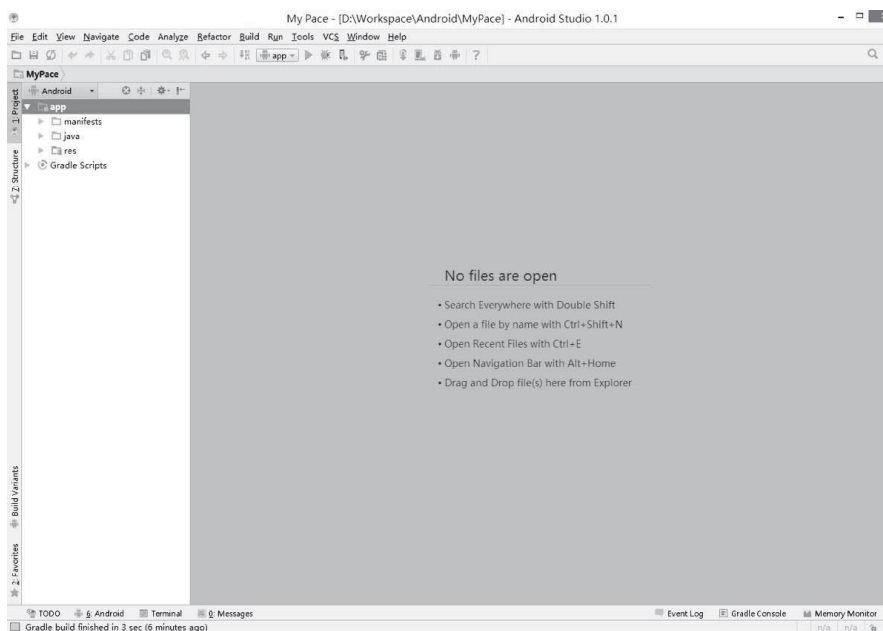 My Pace - [D:\Workspace\Android\MyPace] - Android Studio 1.0.1
File Edit View Navigate Code Analyze Refactor Build Run Tools VCS Window Help
app
?
MyPace
Android
1: Project
app
manifests
java
res
Gradle Scripts
Z: Structure
No files are open
• Search Everywhere with Double Shift
• Open a file by name with Ctrl+Shift+N
• Open Recent Files with Ctrl+E
• Open Navigation Bar with Alt+Home
• Drag and Drop file(s) here from Explorer
Build Variants
2: Favorites
TODO 6: Android Terminal 0: Messages Event Log Gradle Console Memory Monitor
Gradle build finished in 3 sec (6 minutes ago) n/a n/a